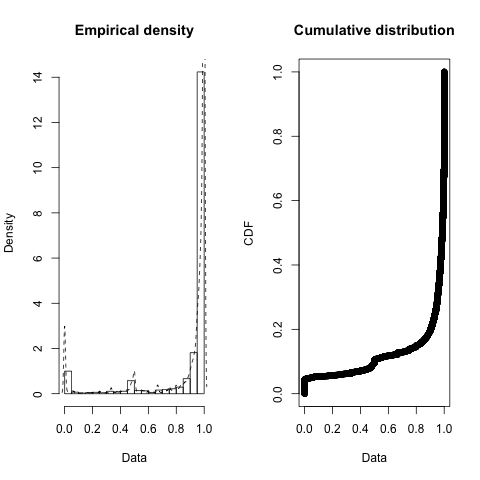 Empirical density
Density
0
2
4
6
8
10
12
14
0.0 0.2 0.4 0.6 0.8 1.0
Data
Cumulative distribution
CDF
0.0
0.2
0.4
0.6
0.8
1.0
0.0 0.2 0.4 0.6 0.8 1.0
Data